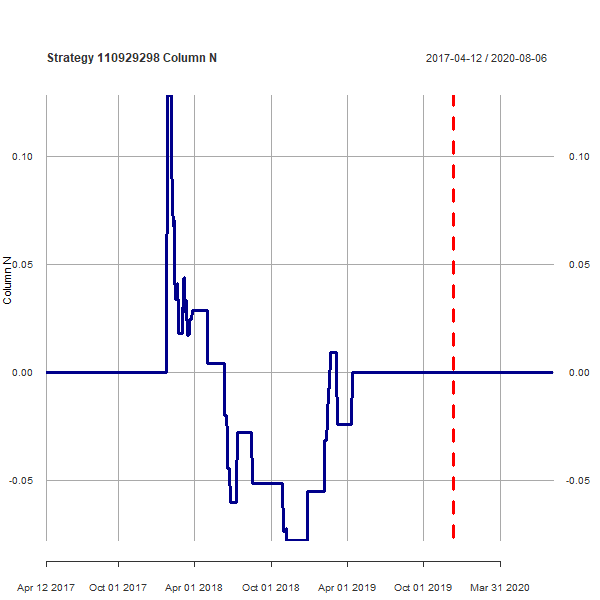 Strategy 110929298 Column N
2017-04-12 / 2020-08-06
0.10 0.10
0.05 0.05
Column N
0.00 0.00
-0.05 -0.05
Apr 12 2017 Oct 01 2017 Apr 01 2018 Oct 01 2018 Apr 01 2019 Oct 01 2019 Mar 31 2020